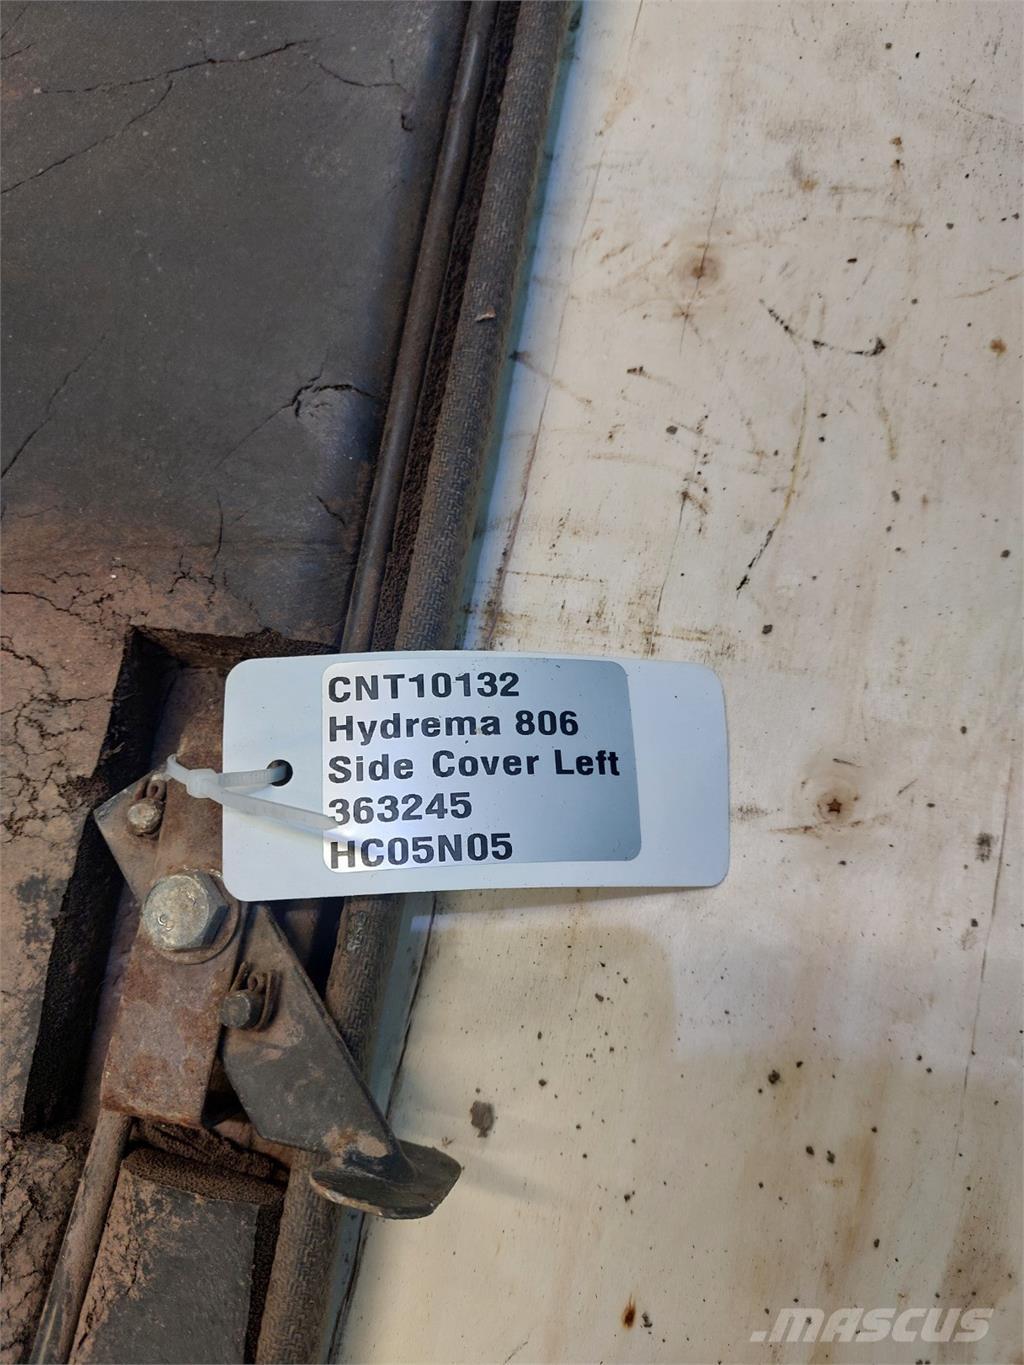 CNT10132
Hydrema 806
Side Cover Left
363245
HC05N05
.MASCUS